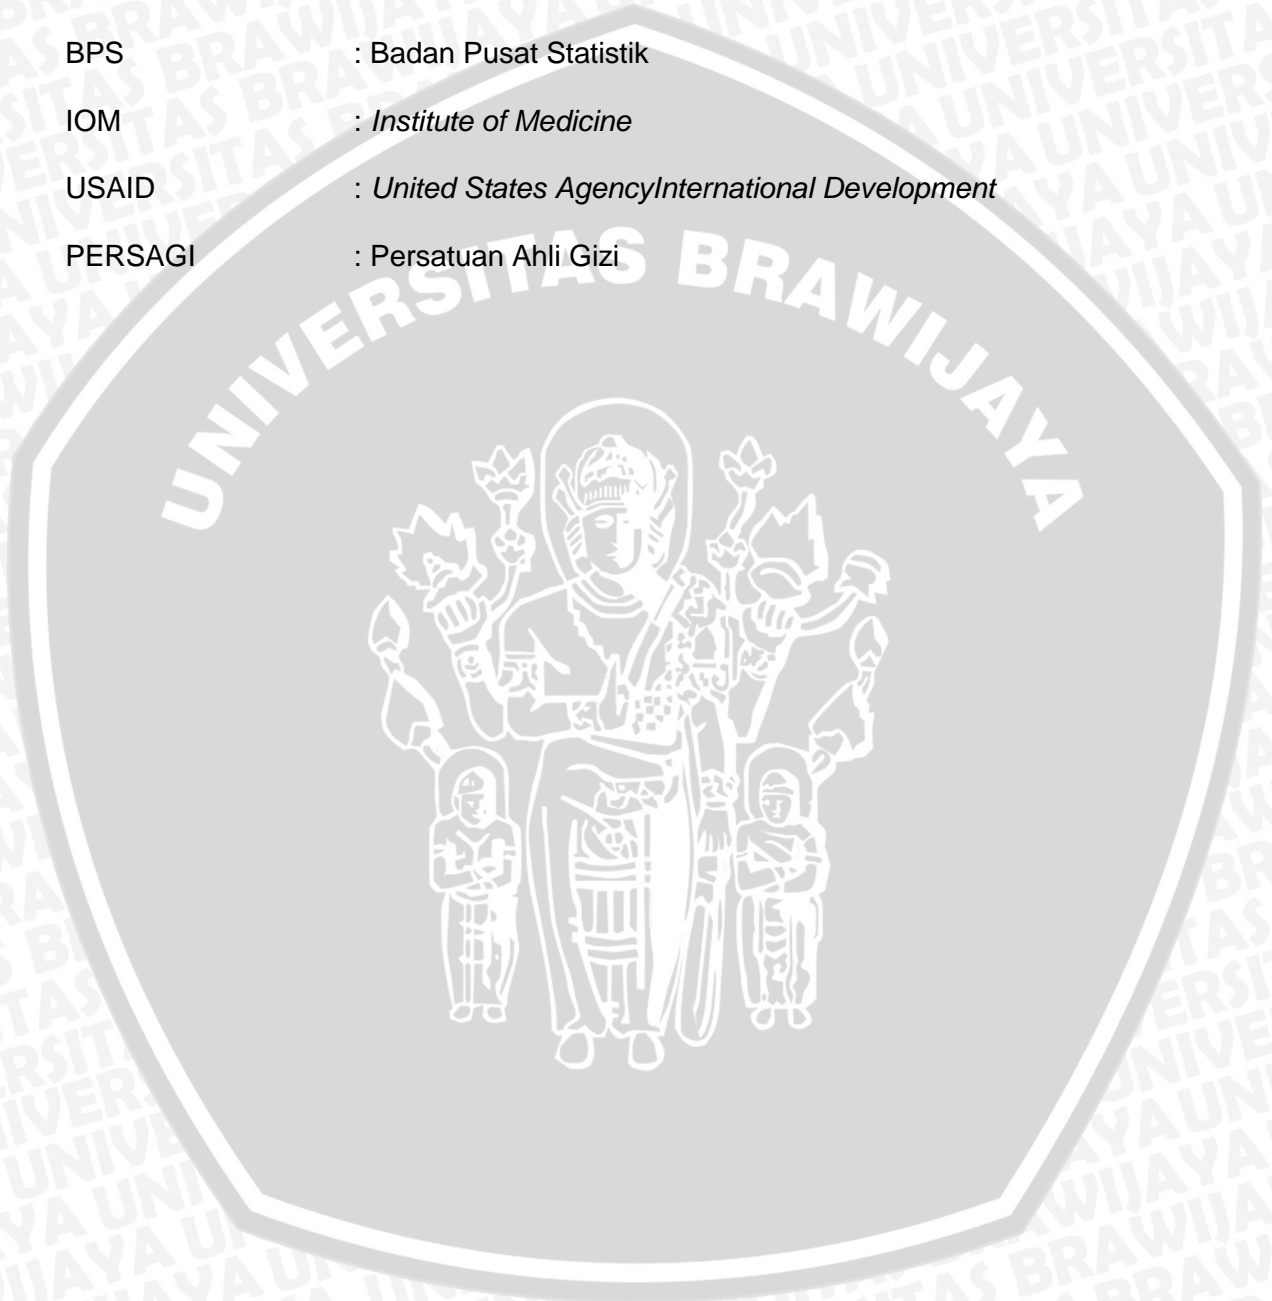 BPS : Badan Pusat Statistik
IOM : Institute of Medicine
USAID : United States AgencyInternational Development
PERSAGI : Persatuan Ahli Gizi
UNIVERSITAS BRAWIJAYA